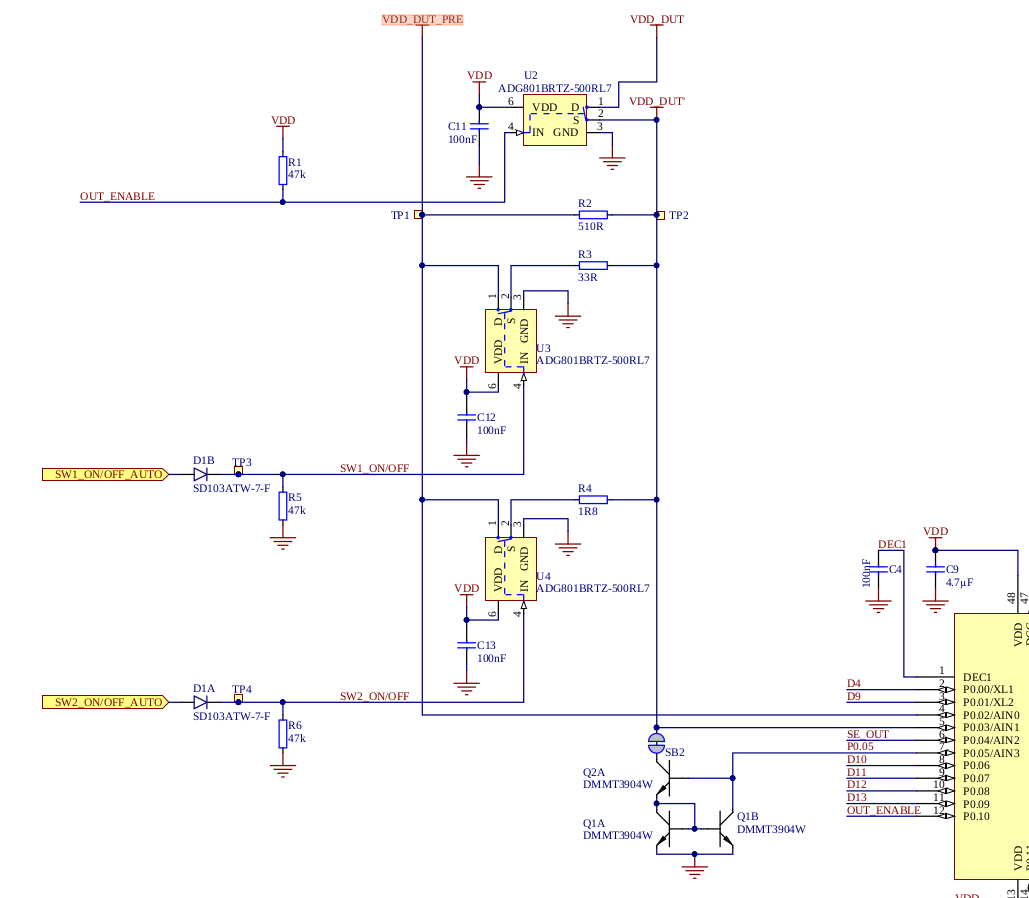 VDD_DUT_PRE
VDD_DUT
U2
VDD
ADG801BRTZ-500RL7
6
VDD
D
1
VDD_DUT'
S
2
C11
100nF
4
IN
GND
3
VDD
R1
47k
OUT_ENABLE
R2
TP1
TP2
510R
R3
33R
1
2
3
D
S
GND
VDD
IN
U3
VDD
ADG801BRTZ-500RL7
6
4
C12
100nF
D1B
TP3
SW1_ON/OFF_AUTO
SW1_ON/OFF
SD103ATW-7-F
R5
47k
R4
1R8
1
2
3
D
S
GND
VDD
IN
U4
VDD
ADG801BRTZ-500RL7
6
4
C13
100nF
D1A
TP4
SW2_ON/OFF_AUTO
SW2_ON/OFF
SD103ATW-7-F
R6
47k
VDD
DEC1
100nF
C4
C9
4.7µF
48
47
VDD
1
DEC1
D4
2
P0.00/XL1
D9
3
P0.01/XL2
4
P0.02/AIN0
5
P0.03/AIN1
SE_OUT
6
P0.04/AIN2
P0.05
7
P0.05/AIN3
D10
8
P0.06
D11
9
P0.07
D12
10
P0.08
D13
11
P0.09
OUT_ENABLE
12
P0.10
VDD
13
14
VDD
SB2
Q2A
DMMT3904W
Q1A
DMMT3904W
Q1B
DMMT3904W